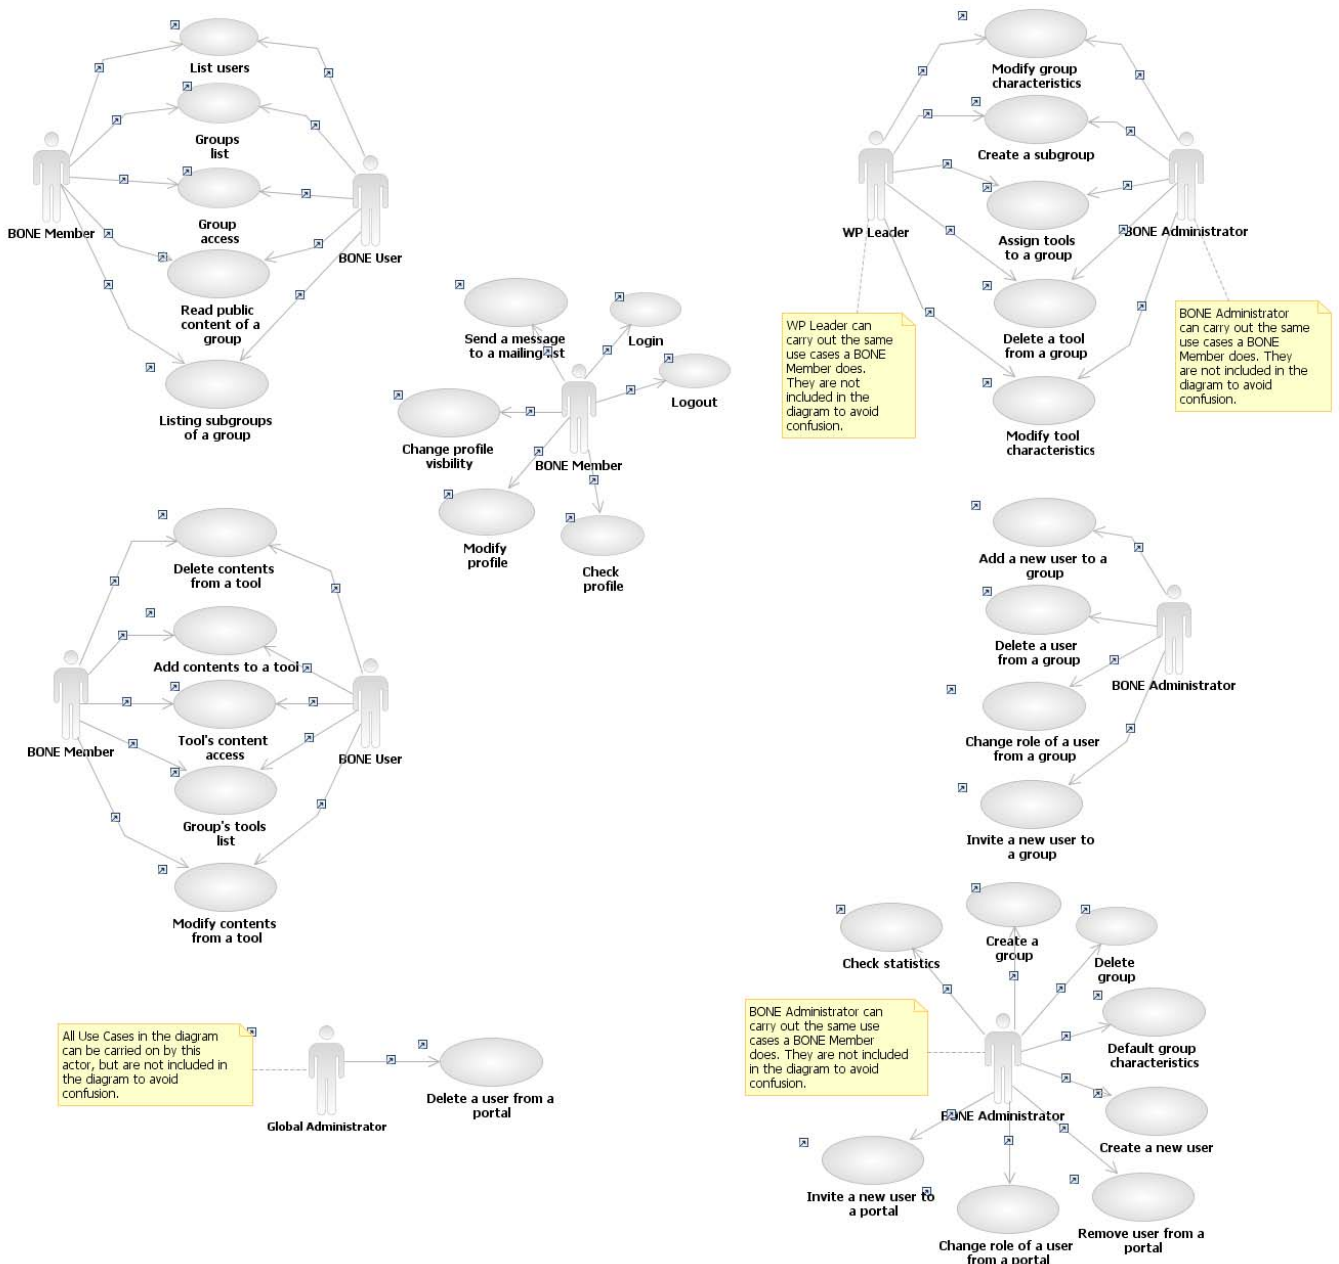 List users
Groups
list
Group
access
Read public
content of a
group
Listing subgroups
of a group
BONE Member
BONE User
Modify group
characteristics
Create a subgroup
Assign tools
to a group
Delete a tool
from a group
Modify tool
characteristics
WP Leader
BONE Administrator
WP Leader can
carry out the same
use cases a BONE
Member does.
They are not
included in the
diagram to avoid
confusion.
BONE Administrator
can carry out the same
use cases a BONE
Member does. They
are not included in the
diagram to avoid
confusion.
Send a message
to a mailing list
Login
Logout
Change profile
visbility
BONE Member
Modify
profile
Check
profile
Delete contents
from a tool
Add contents to a tool
Tool's content
access
Group's tools
list
Modify contents
from a tool
BONE Member
BONE User
Add a new user to a
group
Delete a user
from a group
Change role of a user
from a group
Invite a new user to
a group
BONE Administrator
All Use Cases in the diagram
can be carried on by this
actor, but are not included in
the diagram to avoid
confusion.
Global Administrator
Delete a user from a
portal
Check statistics
Create a
group
Delete
group
Default group
characteristics
Create a new user
BONE Administrator can
carry out the same use
cases a BONE Member
does. They are not included
in the diagram to avoid
confusion.
BONE Administrator
Invite a new user to
a portal
Change role of a user
from a portal
Remove user from a
portal